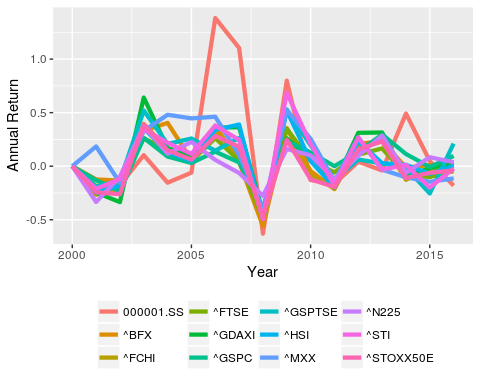 1.0
0.5
0.0
-0.5
Annual Return
2000 2005 2010 2015
Year
000001.SS ^FTSE ^GSPTSE ^N225
^BFX ^GDAXI ^HSI ^STI
^FCHI ^GSPC ^MXX ^STOXX50E